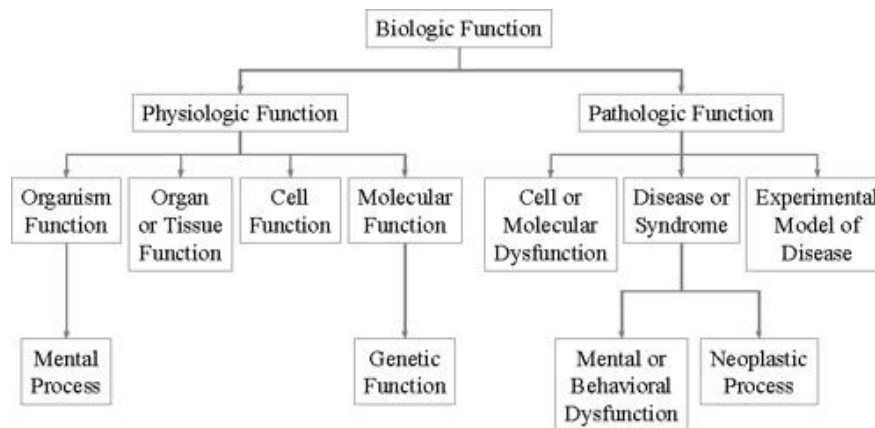 Biologic Function
Physiologic Function
Pathologic Function
Organism
Function
Organ
or Tissue
Function
Cell
Function
Molecular
Function
Cell or
Molecular
Dysfunction
Disease or
Syndrome
Experimental
Model of
Disease
Mental
Process
Genetic
Function
Mental or
Behavioral
Dysfunction
Neoplastic
Process